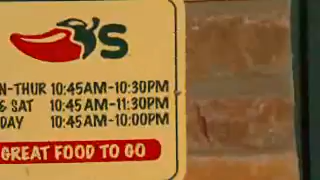 's
N-THUR 10:45AM-10:30PM
& SAT 10:45AM-11:30PM
DAY 10:45AM-10:00PM
GREAT FOOD TO GO